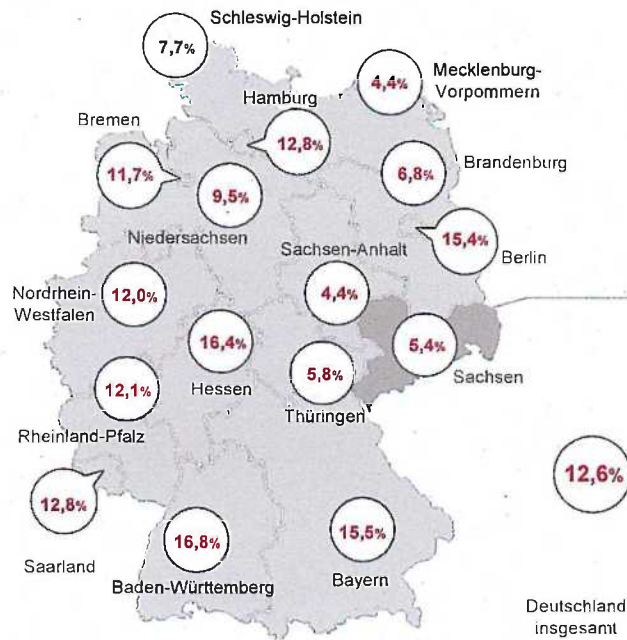 Schleswig-Holstein
7,7%
Mecklenburg-
Vorpommern
4,4%
Hamburg
12,8%
Bremen
11,7%
Brandenburg
6,8%
9,5%
Niedersachsen
15,4%
Berlin
Sachsen-Anhalt
4,4%
Nordrhein-
Westfalen
12,0%
16,4%
Hessen
5,4%
Sachsen
5,8%
Thüringen
12,1%
Rheinland-Pfalz
12,6%
Deutschland
insgesamt
12,8%
Saarland
16,8%
Baden-Württemberg
15,5%
Bayern